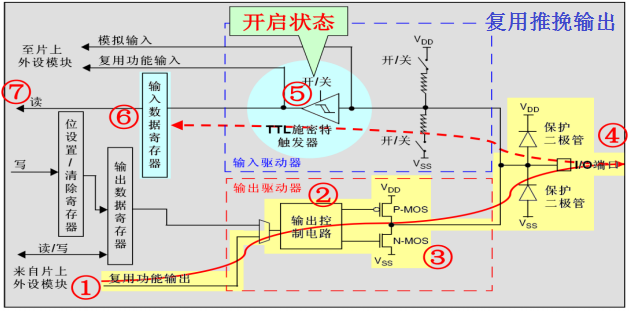 复用推挽输出
开启状态
模拟输入
至片上
外设模块
复用功能输入
VDD
开/关
开/关
⑤
⑦
读
⑥
输入数据寄存器
TTL施密特
触发器
开/关
VSS
输入驱动器
VDD
保护
二极管
④
I/O端口
位设置/清除寄存器
写
输出数据寄存器
输出驱动器
②
VDD
P-MOS
输出控
制电路
N-MOS
VSS
③
保护
二极管
VSS
读/写
来自片上
外设模块
①
复用功能输出